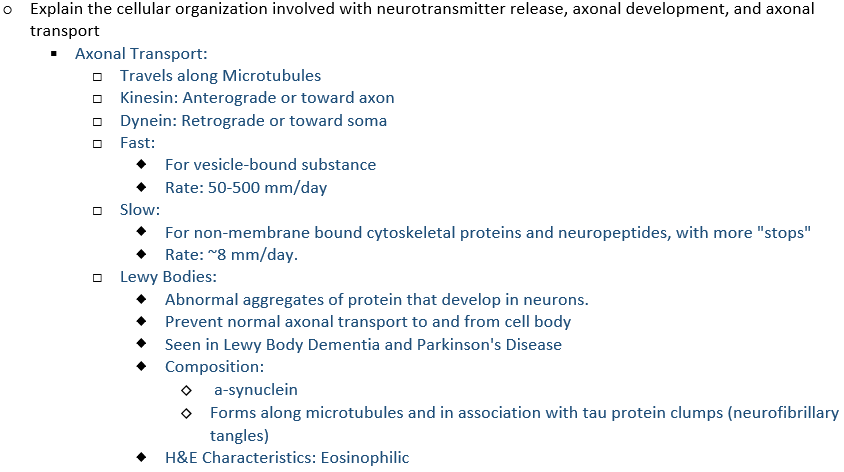 Explain the cellular organization involved with neurotransmitter release, axonal development, and axonal
transport
Axonal Transport:
Travels along Microtubules
Kinesin: Anterograde or toward axon
Dynein: Retrograde or toward soma
Fast:
For vesicle-bound substance
Rate: 50-500 mm/day
Slow:
For non-membrane bound cytoskeletal proteins and neuropeptides, with more "stops"
Rate: ~8 mm/day.
Lewy Bodies:
Abnormal aggregates of protein that develop in neurons.
Prevent normal axonal transport to and from cell body
Seen in Lewy Body Dementia and Parkinson's Disease
Composition:
a-synuclein
Forms along microtubules and in association with tau protein clumps (neurofibrillary
tangles)
H&E Characteristics: Eosinophilic